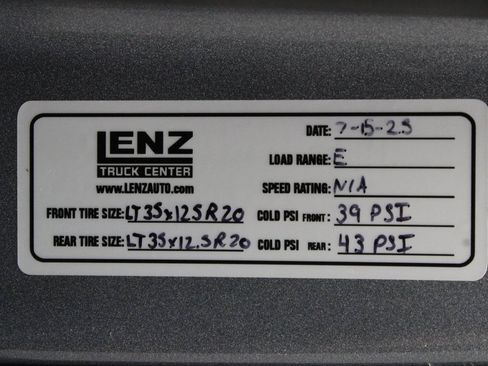 LENZ
TRUCK CENTER
WWW.LENZAUTO.COM
DATE: 7-15-25
LOAD RANGE: E
SPEED RATING: N/A
FRONT TIRE SIZE: LT35x12.5R20 COLD PSI FRONT: 39 PSI
REAR TIRE SIZE: LT35x12.5R20 COLD PSI REAR: 43 PSI